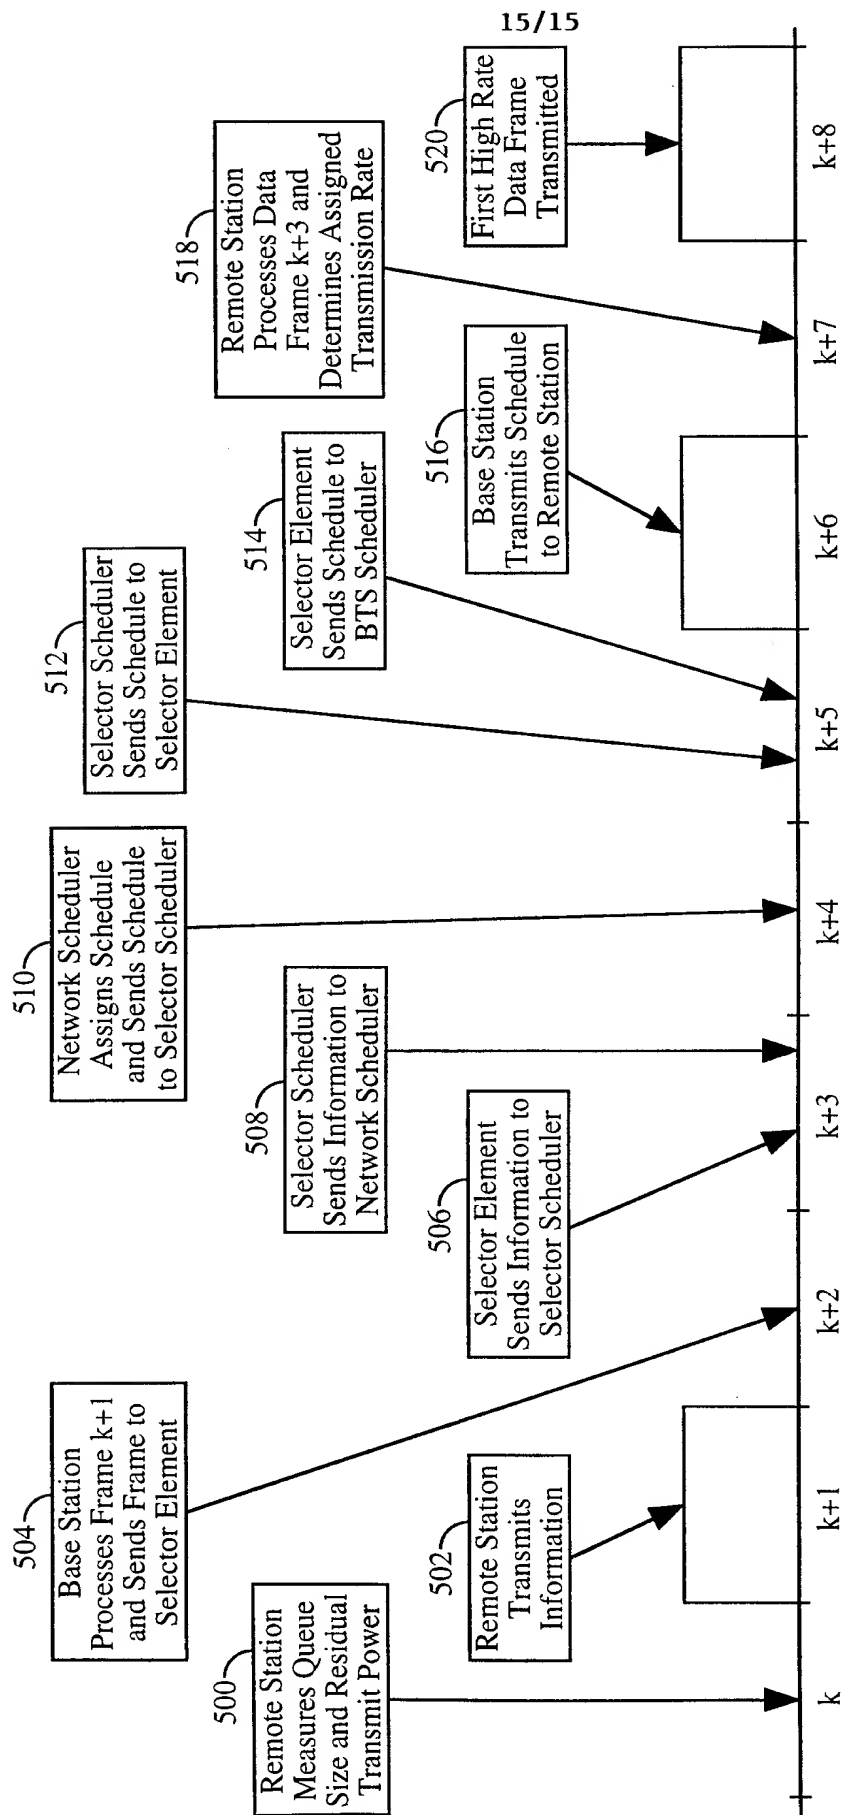 15/15
500
Remote Station
Measures Queue
Size and Residual
Transmit Power
502
Remote Station
Transmits
Information
504
Base Station
Processes Frame k+1
and Sends Frame to
Selector Element
506
Selector Element
Sends Information to
Selector Scheduler
508
Selector Scheduler
Sends Information to
Network Scheduler
510
Network Scheduler
Assigns Schedule
and Sends Schedule
to Selector Scheduler
512
Selector Scheduler
Sends Schedule to
Selector Element
514
Selector Element
Sends Schedule to
BTS Scheduler
516
Base Station
Transmits Schedule
to Remote Station
518
Remote Station
Processes Data
Frame k+3 and
Determines Assigned
Transmission Rate
520
First High Rate
Data Frame
Transmitted
k
k+1
k+2
k+3
k+4
k+5
k+6
k+7
k+8